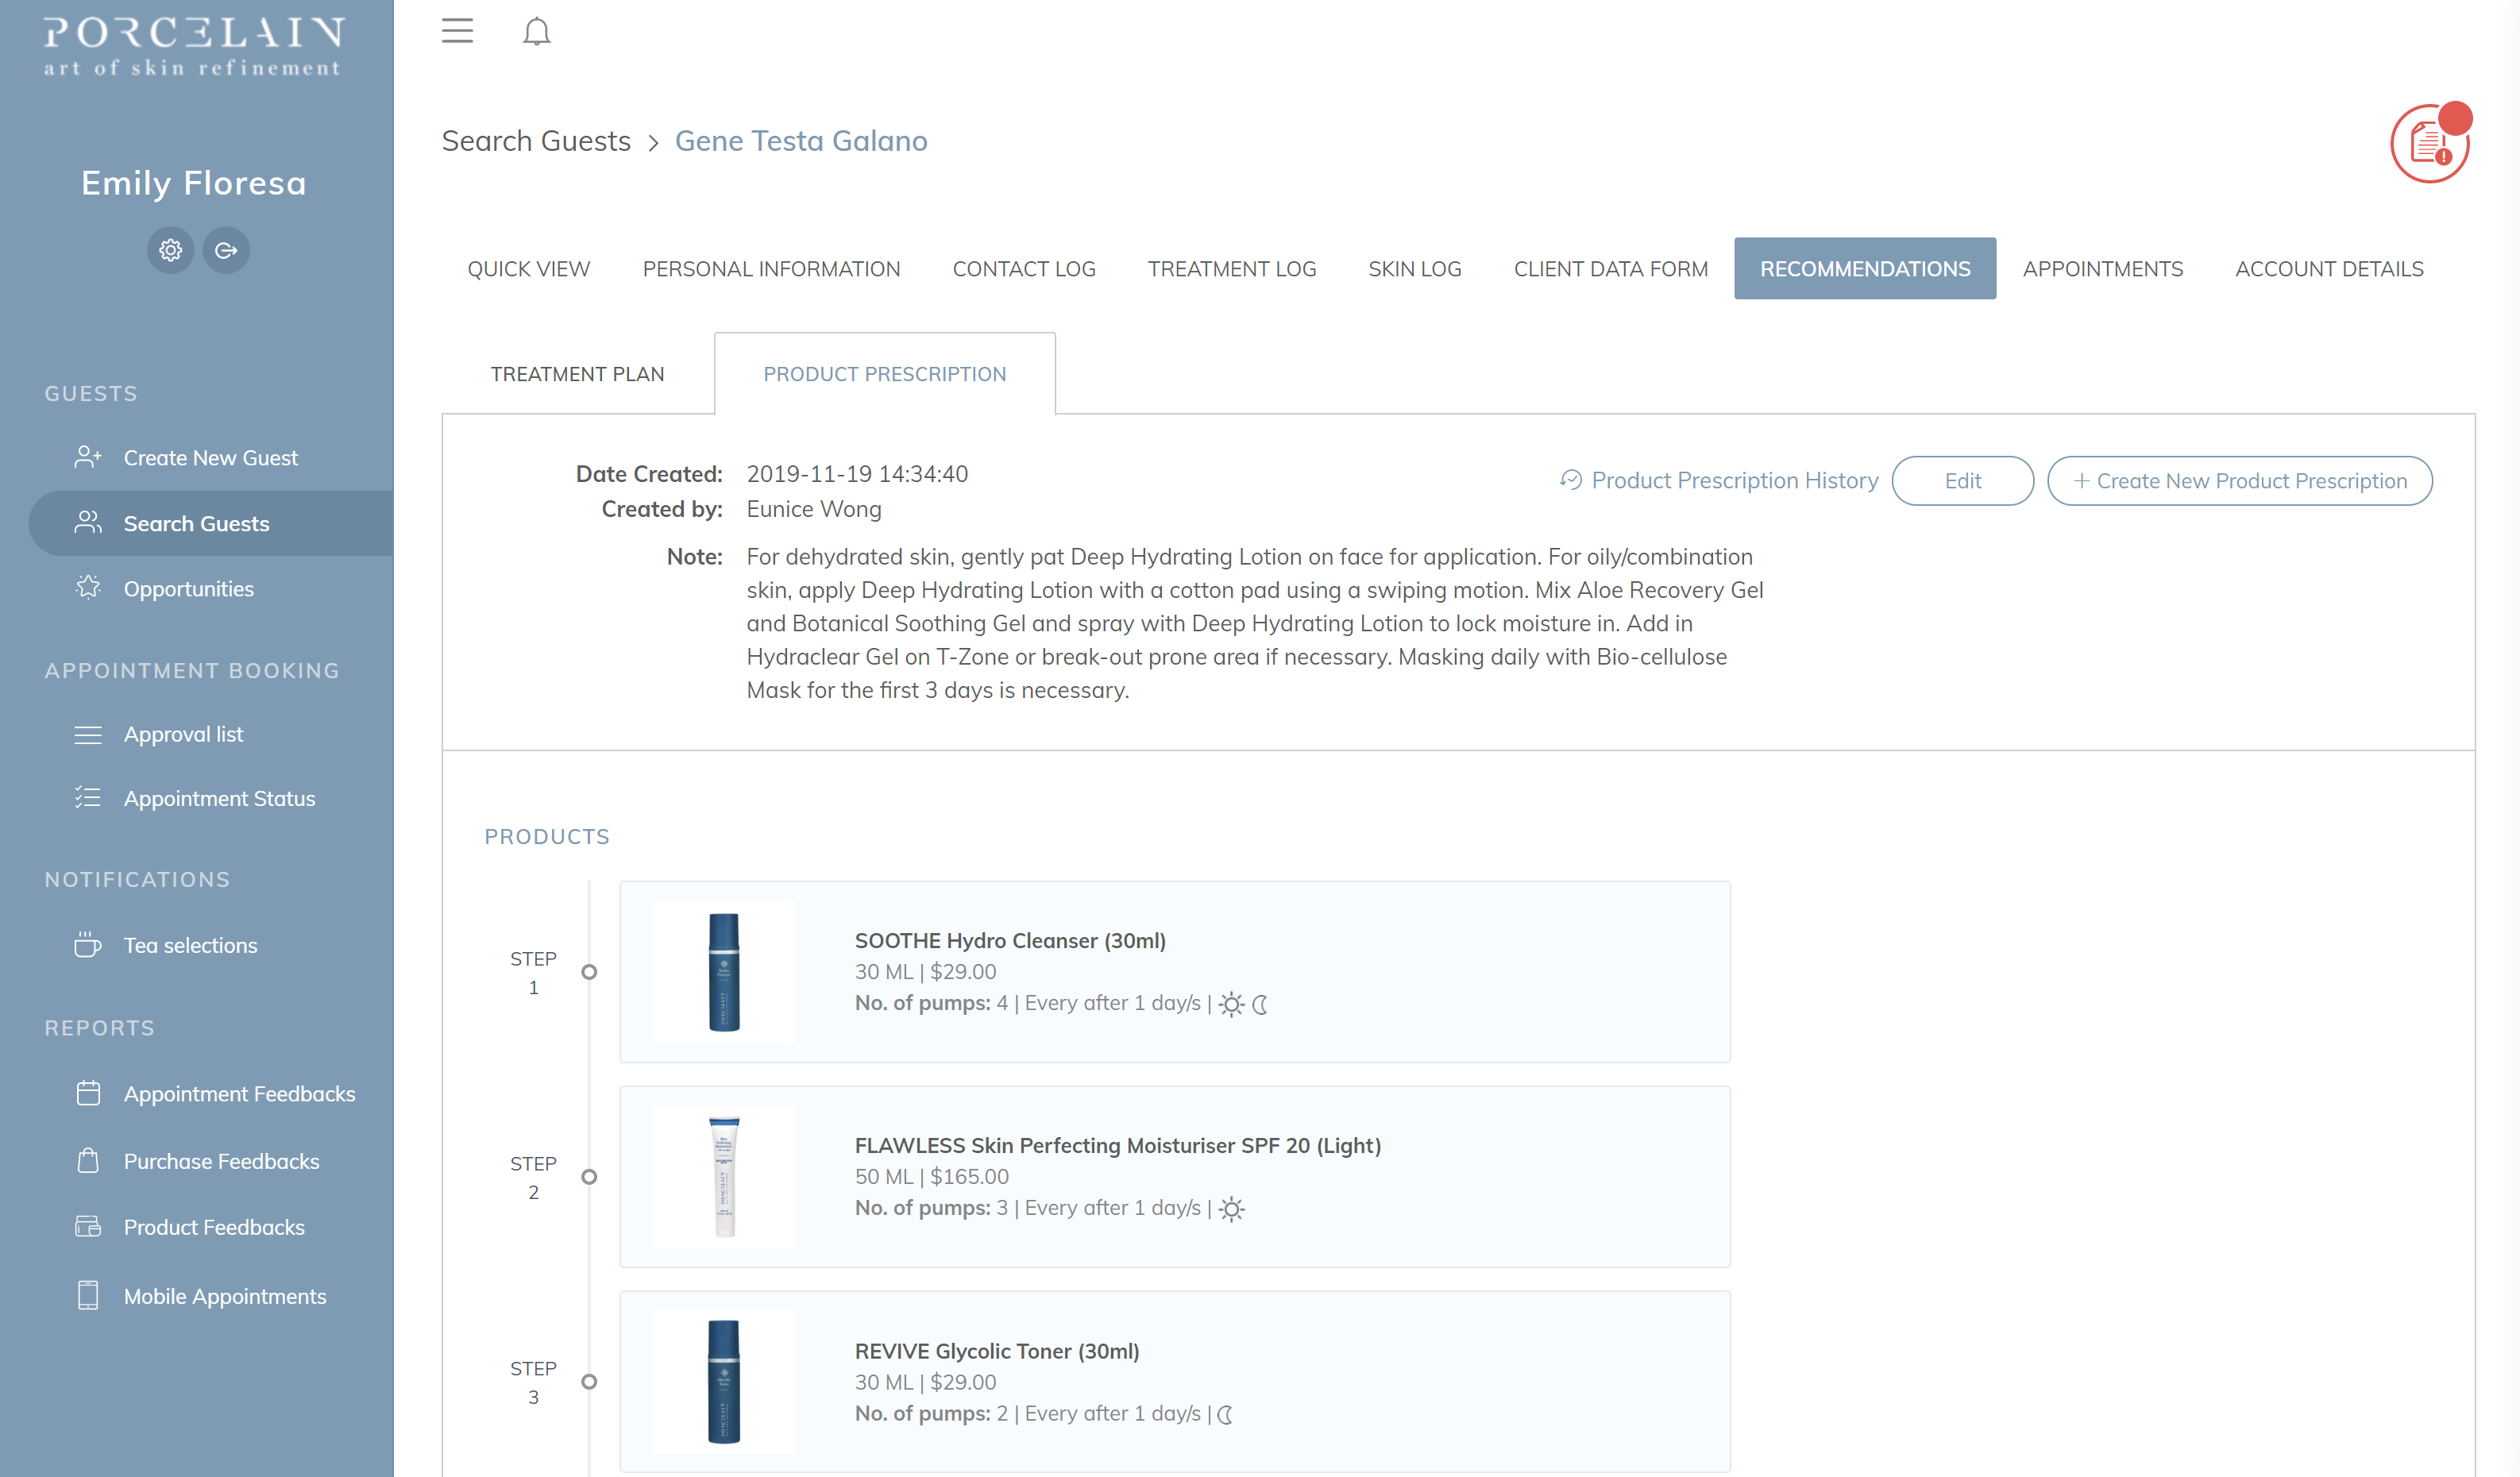 PORCELAIN
art of skin refinement
Emily Floresa
GUESTS
Create New Guest
Search Guests
Opportunities
APPOINTMENT BOOKING
Approval list
Appointment Status
NOTIFICATIONS
Tea selections
REPORTS
Appointment Feedbacks
Purchase Feedbacks
Product Feedbacks
Mobile Appointments
Search Guests > Gene Testa Galano
QUICK VIEW PERSONAL INFORMATION CONTACT LOG TREATMENT LOG SKIN LOG CLIENT DATA FORM RECOMMENDATIONS APPOINTMENTS ACCOUNT DETAILS
TREATMENT PLAN PRODUCT PRESCRIPTION
Date Created: 2019-11-19 14:34:40
Created by: Eunice Wong
Product Prescription History Edit + Create New Product Prescription
Note: For dehydrated skin, gently pat Deep Hydrating Lotion on face for application. For oily/combination
skin, apply Deep Hydrating Lotion with a cotton pad using a swiping motion. Mix Aloe Recovery Gel
and Botanical Soothing Gel and spray with Deep Hydrating Lotion to lock moisture in. Add in
Hydraclear Gel on T-Zone or break-out prone area if necessary. Masking daily with Bio-cellulose
Mask for the first 3 days is necessary.
PRODUCTS
STEP
1
SOOTHE Hydro Cleanser (30ml)
30 ML | $29.00
No. of pumps: 4 | Every after 1 day/s |
STEP
2
FLAWLESS Skin Perfecting Moisturiser SPF 20 (Light)
50 ML | $165.00
No. of pumps: 3 | Every after 1 day/s |
STEP
3
REVIVE Glycolic Toner (30ml)
30 ML | $29.00
No. of pumps: 2 | Every after 1 day/s |